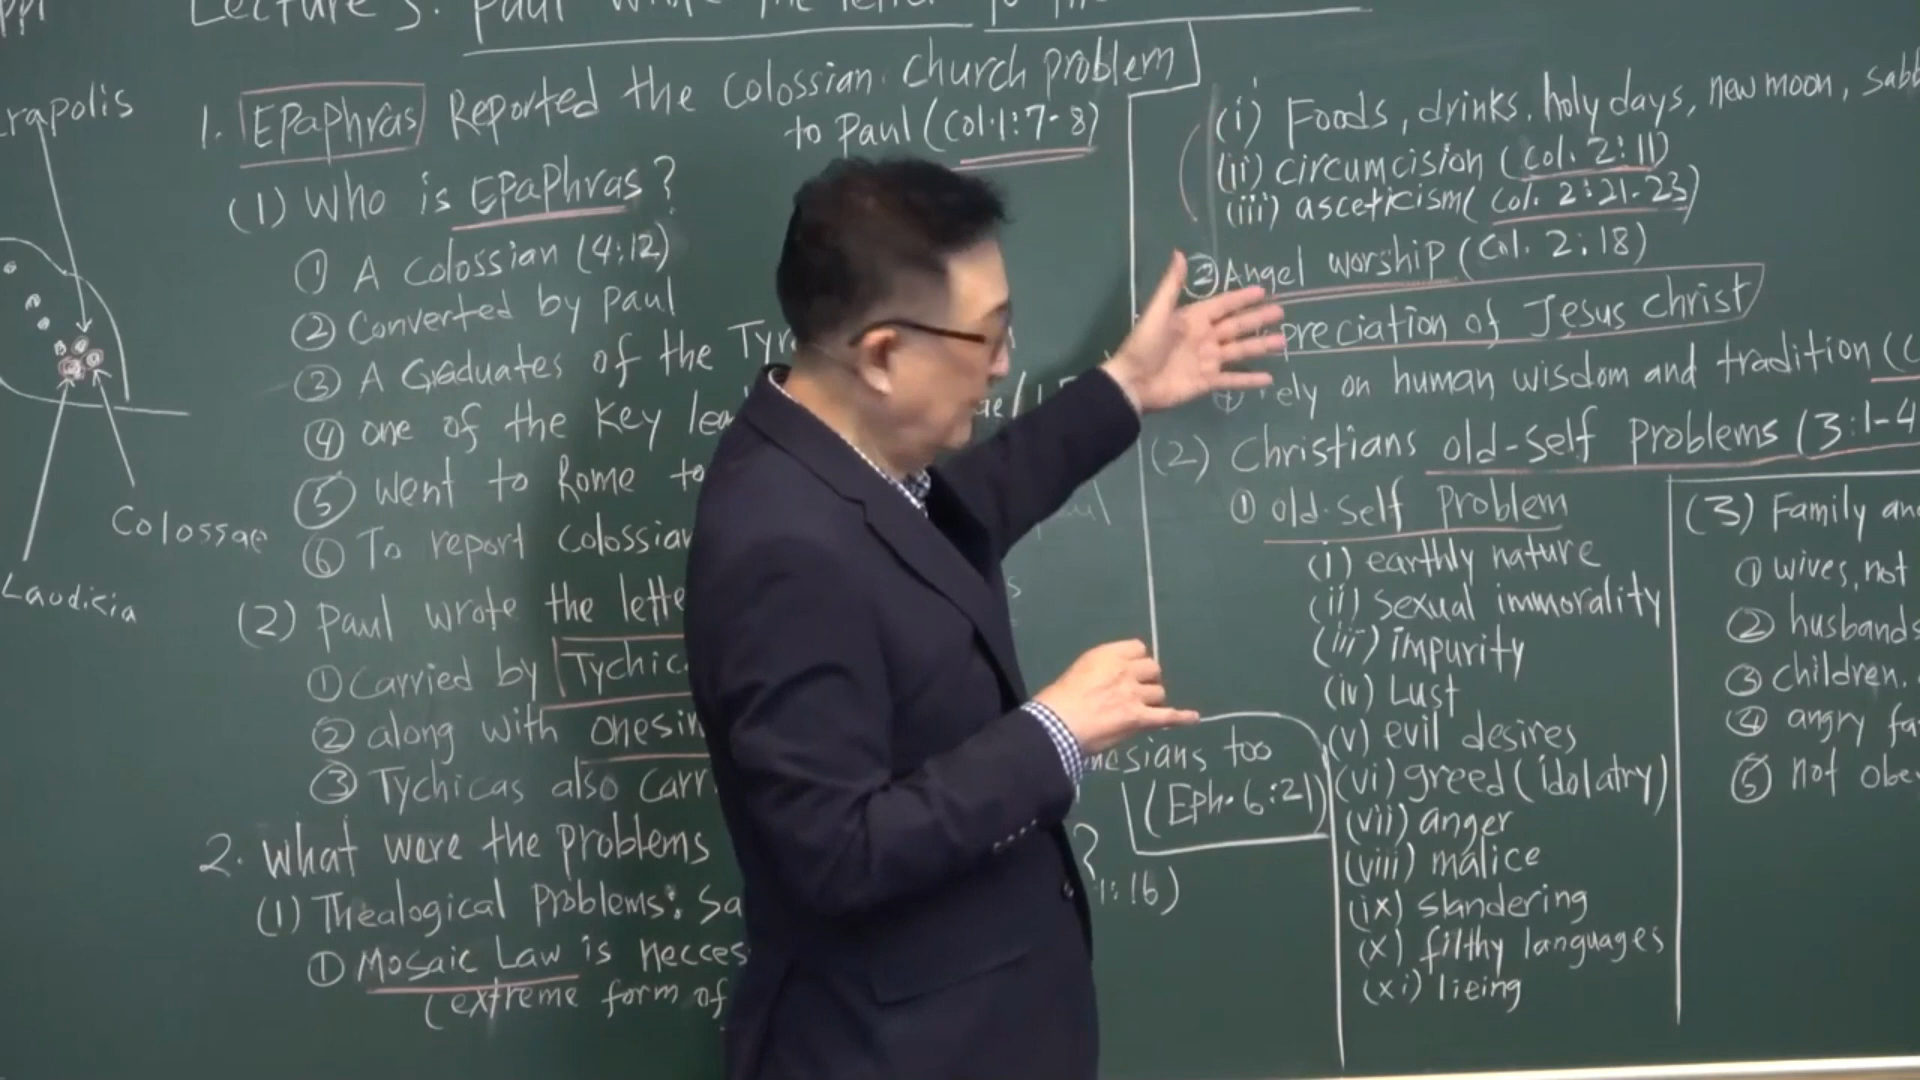 Lecture 3. Paul wrote the letter to the
rapolis
Colossae
Laudicia
1. Epaphras Reported the Colossian Church problem
to Paul (Col. 1:7-8)
(1) Who is Epaphras?
① A Colossian (4:12)
② Converted by Paul
③ A Graduates of the Tyr
④ one of the key lea
⑤ went to Rome to
⑥ To report Colossian
(2) Paul wrote the lette
① Carried by Tychic
② along with onesim
③ Tychicas also carr
nesians too
(Eph. 6:21)
2. What were the problems ?
(1) Thealogical problems: Sa 1:16)
① Mosaic Law is necces
(extreme form of
(i) Foods, drinks, holy days, new moon, sabb
(ii) circumcision (Col. 2:11)
(iii) asceticism (Col. 2:21-23)
② Angel worship (Col. 2:18)
preciation of Jesus Christ
④ rely on human wisdom and tradition (C
(2) Christians old-self problems (3:1-4
① old-self problem
(i) earthly nature
(ii) sexual immorality
(iii) impurity
(iv) Lust
(v) evil desires
(vi) greed (idolatry)
(vii) anger
(viii) malice
(ix) slandering
(x) filthy languages
(xi) lieing
(3) Family and
① wives, not
② husbands
③ children.
④ angry fa
⑤ not obe